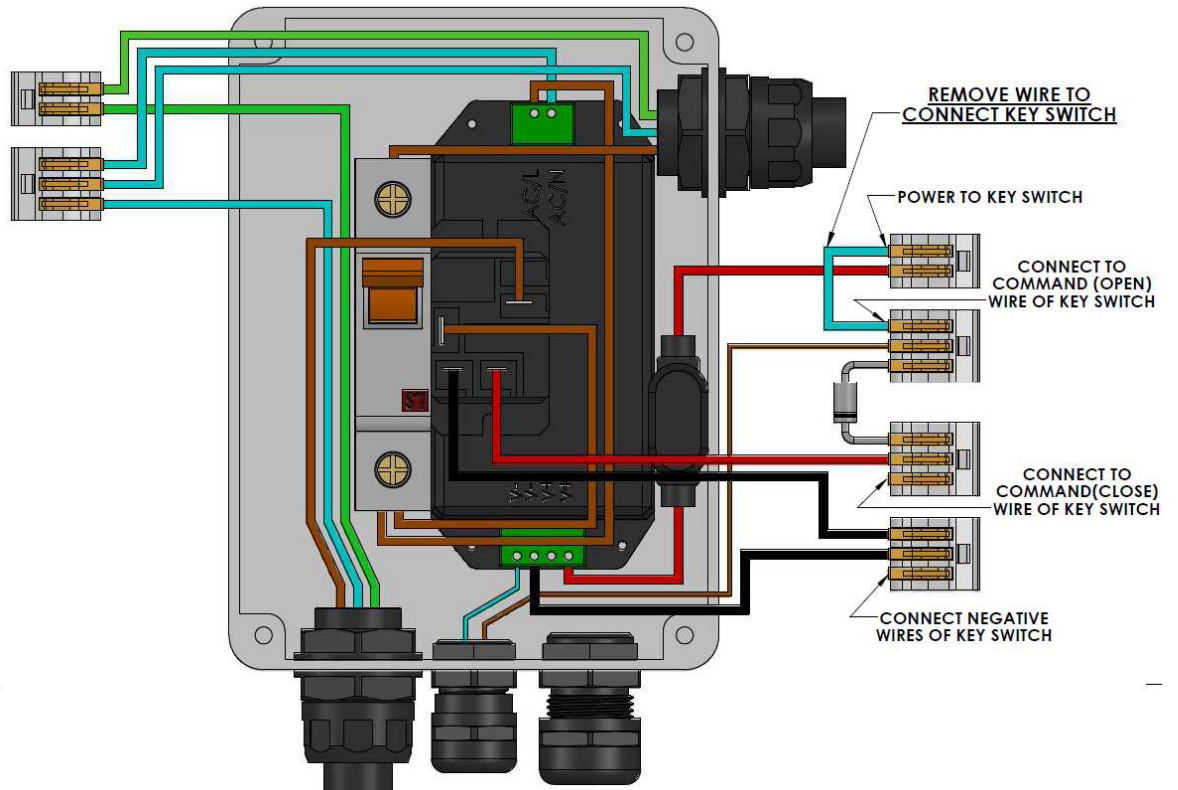 REMOVE WIRE TO
CONNECT KEY SWITCH
POWER TO KEY SWITCH
CONNECT TO
COMMAND (OPEN)
WIRE OF KEY SWITCH
AC/L
AC/N
V-
V-
V+
V+
CONNECT TO
COMMAND(CLOSE)
WIRE OF KEY SWITCH
CONNECT NEGATIVE
WIRES OF KEY SWITCH